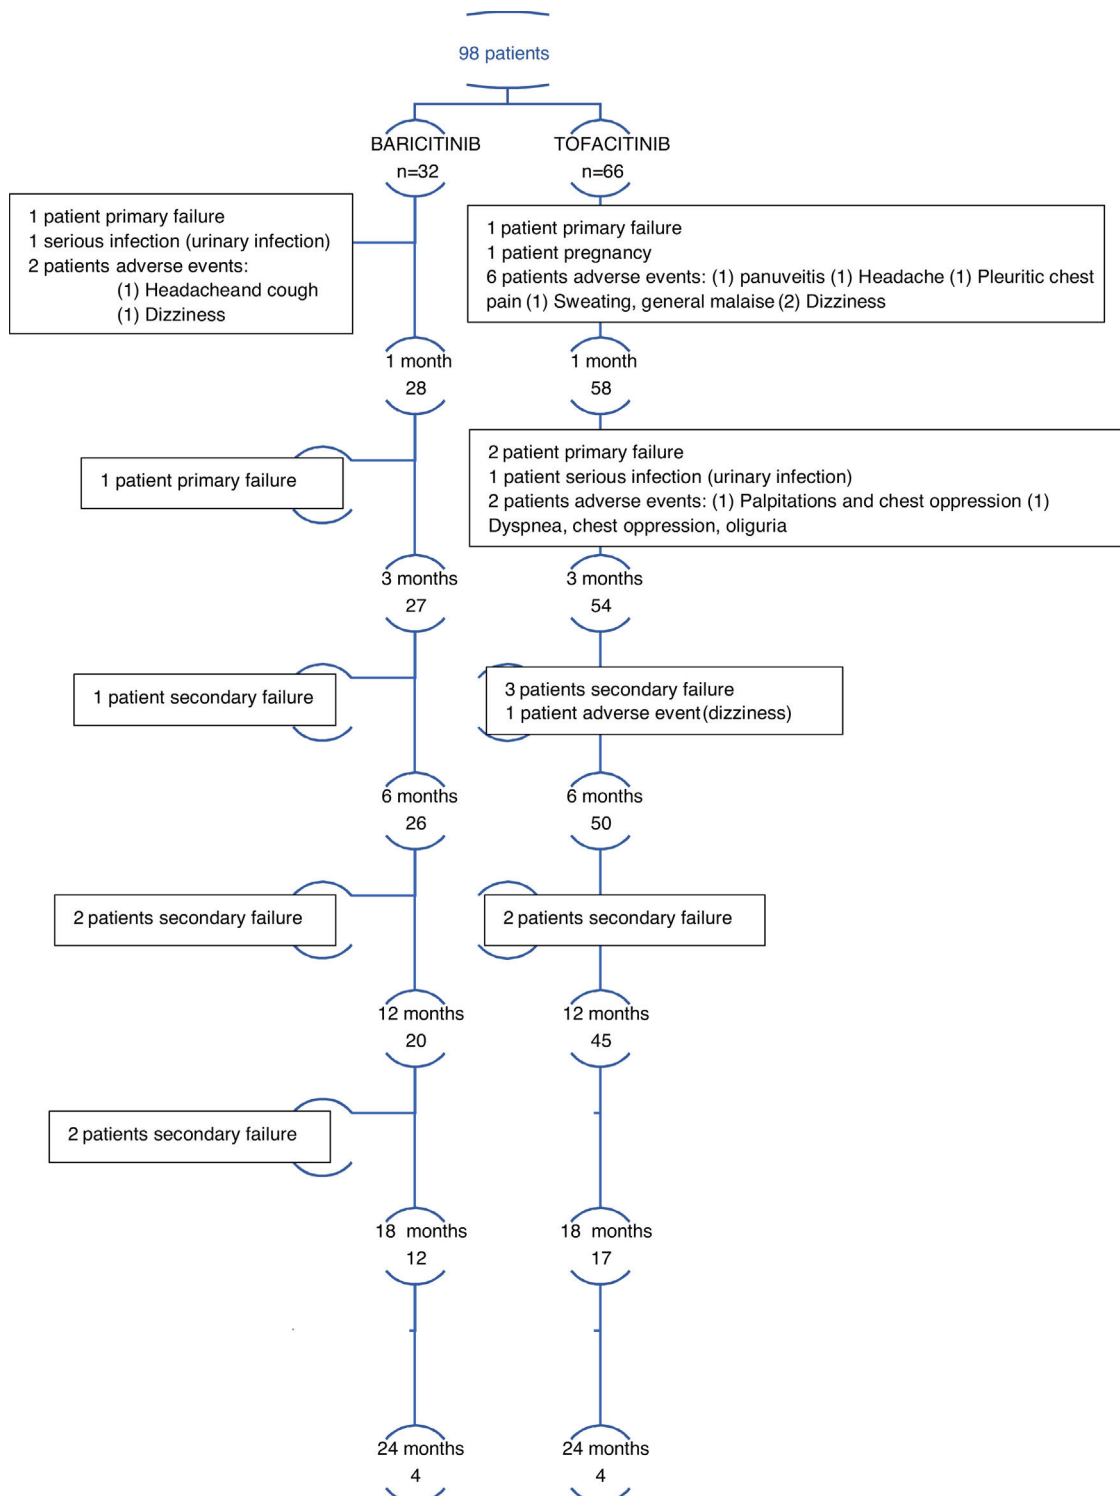 98 patients
BARICITINIB
n=32
TOFACITINIB
n=66
1 patient primary failure
1 serious infection (urinary infection)
2 patients adverse events:
(1) Headacheand cough
(1) Dizziness
1 patient primary failure
1 patient pregnancy
6 patients adverse events: (1) panuveitis (1) Headache (1) Pleuritic chest
pain (1) Sweating, general malaise (2) Dizziness
1 month
28
1 month
58
1 patient primary failure
2 patient primary failure
1 patient serious infection (urinary infection)
2 patients adverse events: (1) Palpitations and chest oppression (1)
Dyspnea, chest oppression, oliguria
3 months
27
3 months
54
1 patient secondary failure
3 patients secondary failure
1 patient adverse event (dizziness)
6 months
26
6 months
50
2 patients secondary failure
2 patients secondary failure
12 months
20
12 months
45
2 patients secondary failure
18 months
12
18 months
17
24 months
4
24 months
4